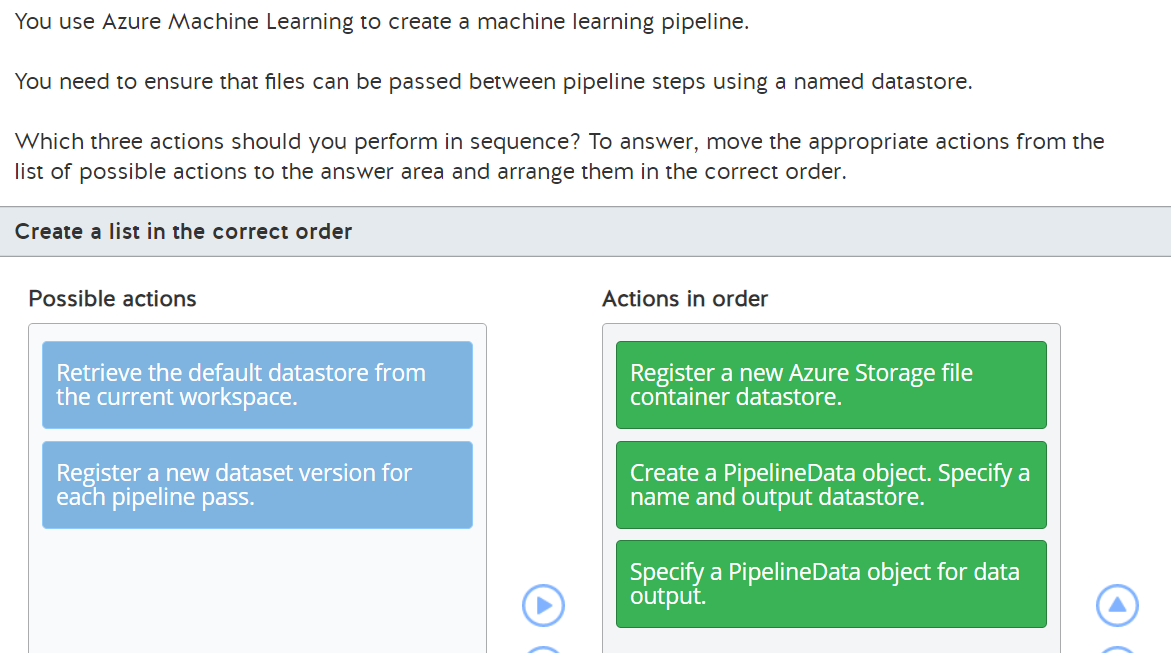 You use Azure Machine Learning to create a machine learning pipeline.
You need to ensure that files can be passed between pipeline steps using a named datastore.
Which three actions should you perform in sequence? To answer, move the appropriate actions from the
list of possible actions to the answer area and arrange them in the correct order.
Create a list in the correct order
Possible actions
Retrieve the default datastore from
the current workspace.
Register a new dataset version for
each pipeline pass.
Actions in order
Register a new Azure Storage file
container datastore.
Create a PipelineData object. Specify a
name and output datastore.
Specify a PipelineData object for data
output.